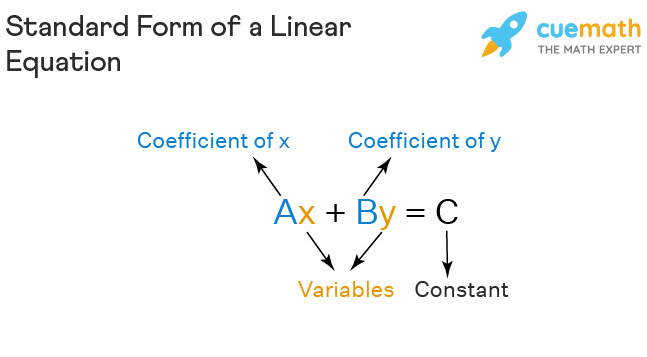 Standard Form of a Linear
Equation
cuemath
THE MATH EXPERT
Coefficient of x
Coefficient of y
Ax + By = C
Variables
Constant